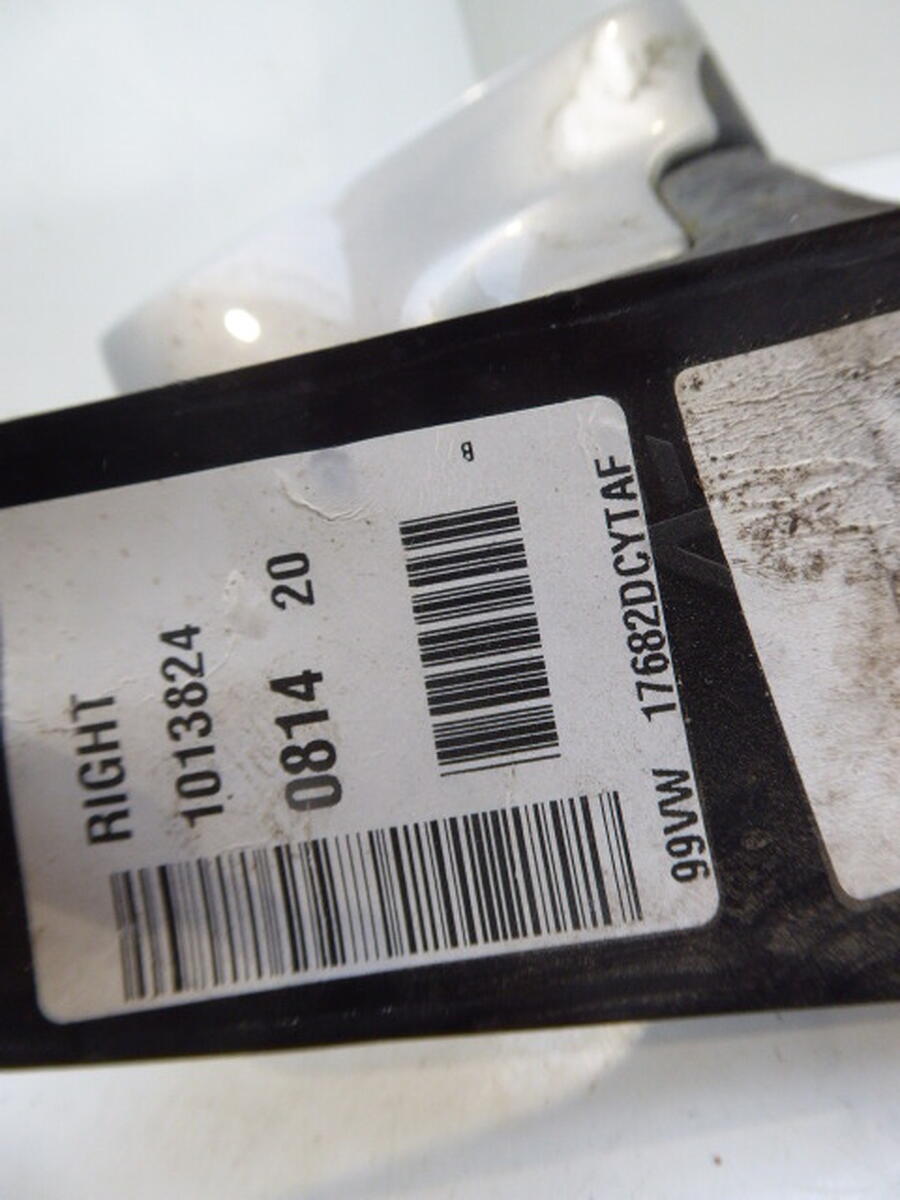 RIGHT
1013824
0814 20
B
99VW 17682DCYTAF